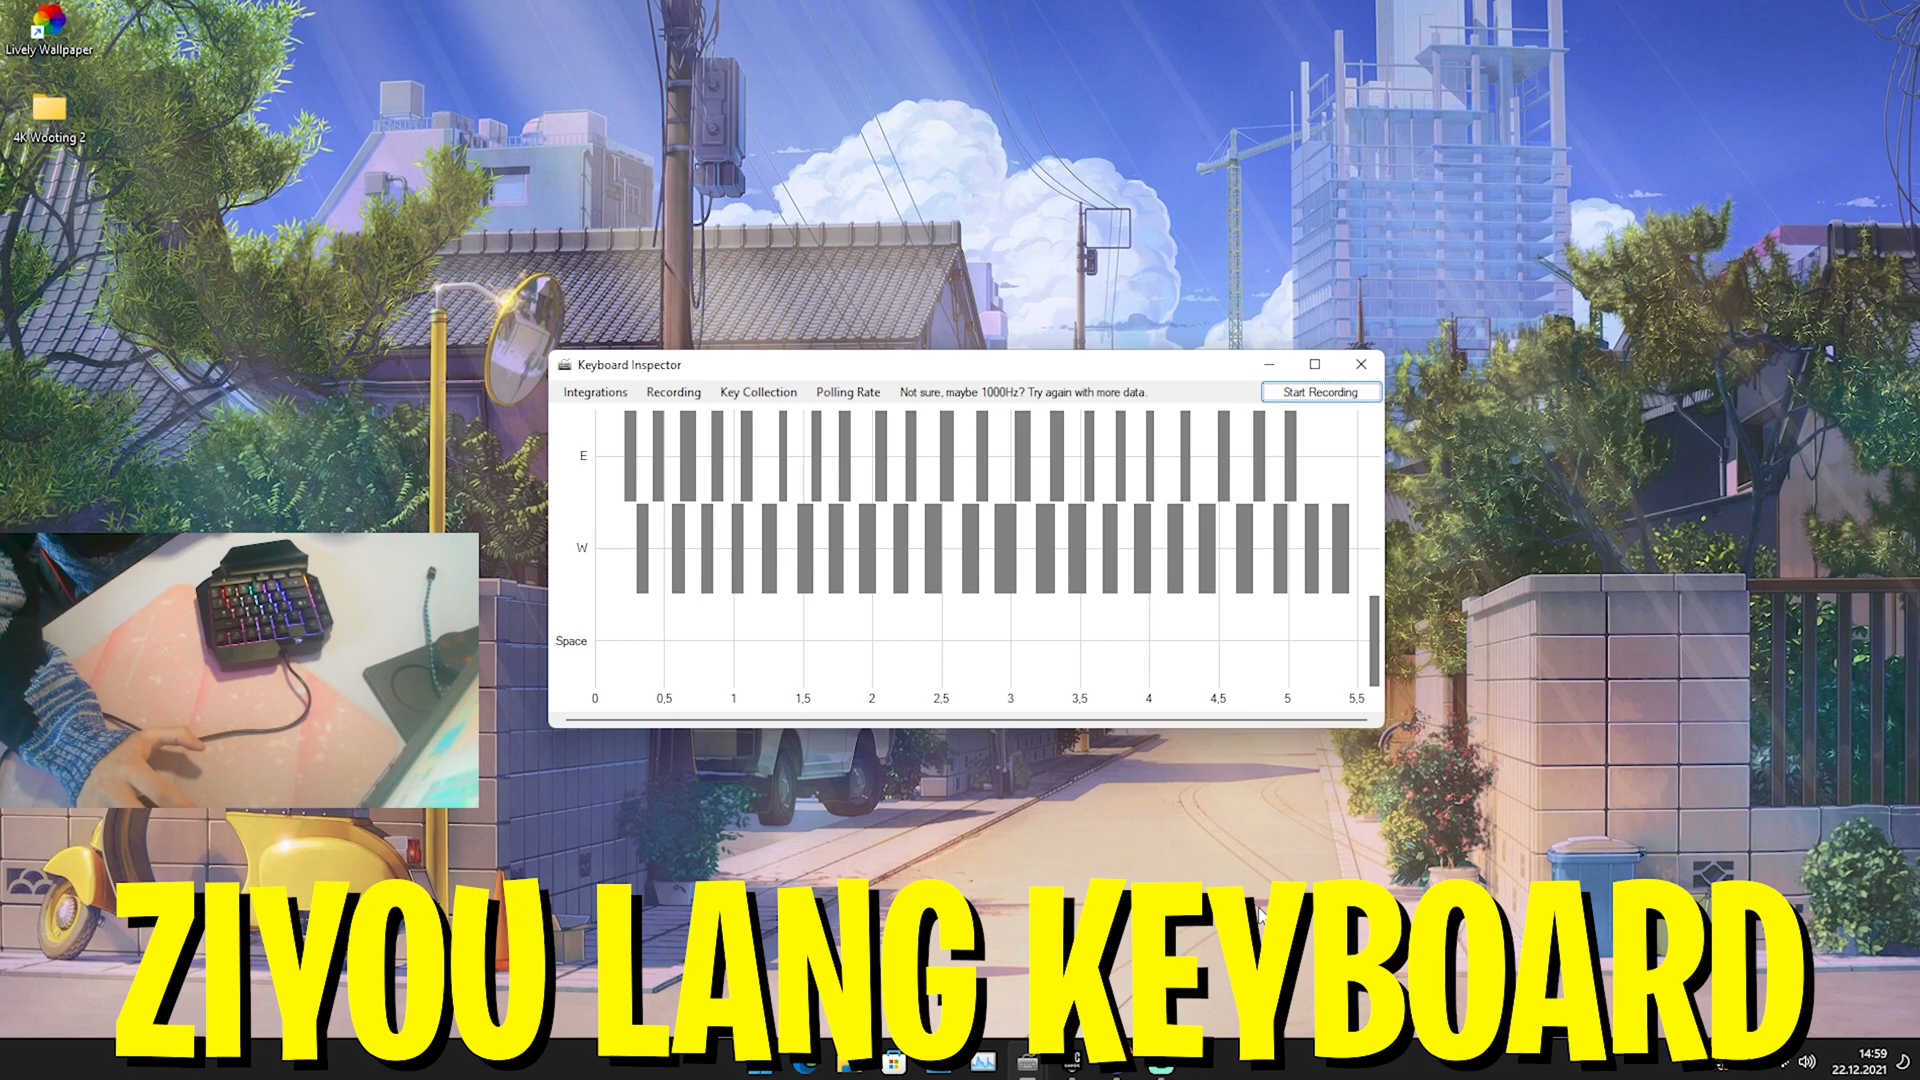 Lively Wallpaper
4K Wooting 2
Keyboard Inspector
Integrations Recording Key Collection Polling Rate Not sure, maybe 1000Hz? Try again with more data. Start Recording
E
W
Space
0 0,5 1 1,5 2 2,5 3 3,5 4 4,5 5 5,5
ZIYOU LANG KEYBOARD
14:59
22.12.2021